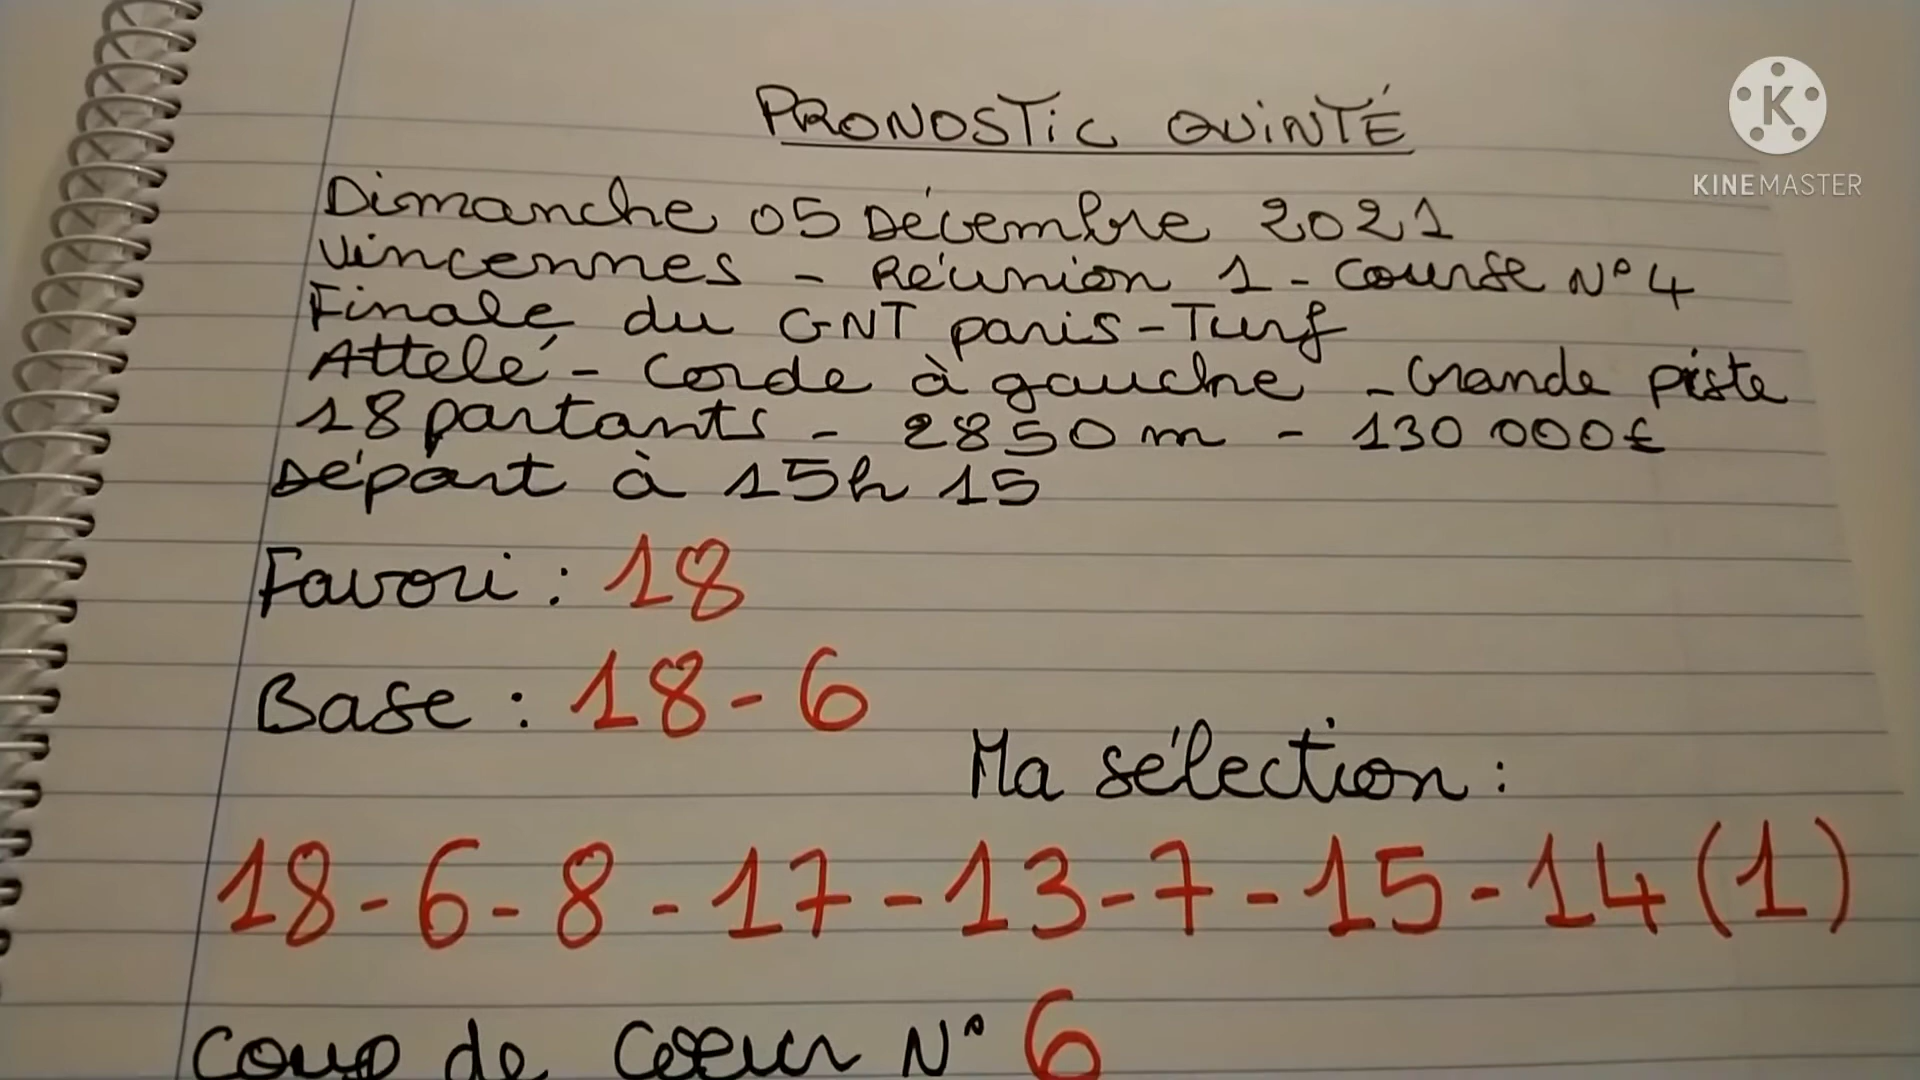 PRONOSTIC QUINTÉ
Dimanche 05 Décembre 2021
Vincennes - Réunion 1 - Course N° 4
Finale du GNT Paris-Turf
Attelé - Corde à gauche - Grande piste
18 partants - 2850 m - 130 000€
Départ à 15h 15
Favori : 18
Base : 18 - 6
Ma sélection :
18 - 6 - 8 - 17 - 13 - 7 - 15 - 14 (1)
Coup de Coeur N° 6
K
KINEMASTER